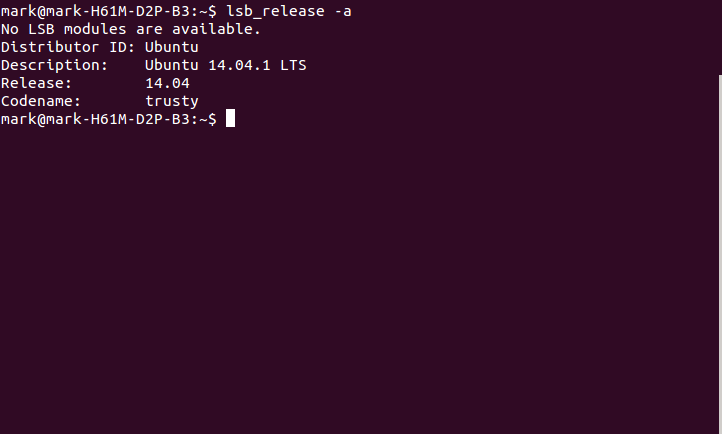 mark@mark-H61M-D2P-B3:~$ lsb_release -a
No LSB modules are available.
Distributor ID: Ubuntu
Description:    Ubuntu 14.04.1 LTS
Release:        14.04
Codename:       trusty
mark@mark-H61M-D2P-B3:~$